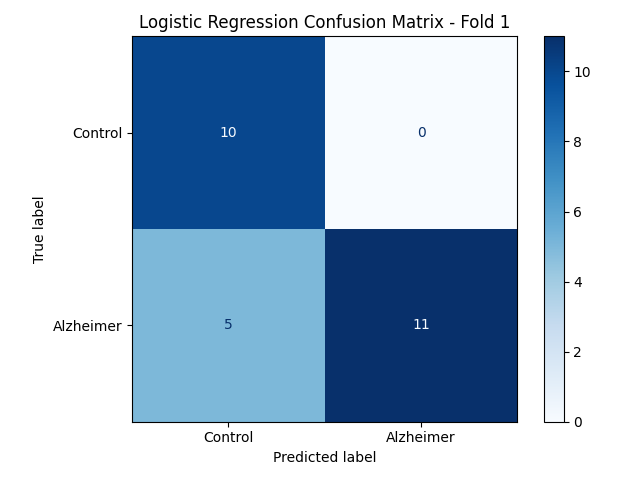 Logistic Regression Confusion Matrix - Fold 1
True label
Control
Alzheimer
10
0
5
11
Control
Alzheimer
Predicted label
10
8
6
4
2
0